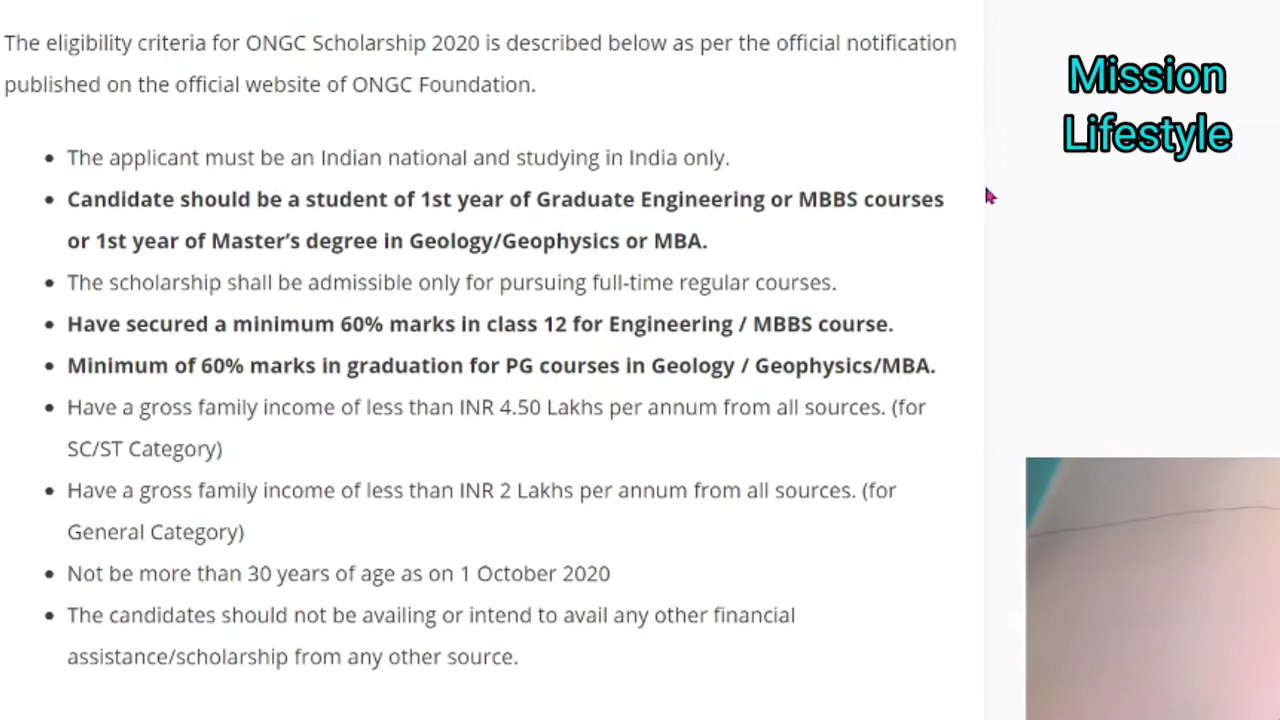 The eligibility criteria for ONGC Scholarship 2020 is described below as per the official notification
published on the official website of ONGC Foundation.
Mission
Lifestyle
• The applicant must be an Indian national and studying in India only.
• Candidate should be a student of 1st year of Graduate Engineering or MBBS courses
or 1st year of Master’s degree in Geology/Geophysics or MBA.
• The scholarship shall be admissible only for pursuing full-time regular courses.
• Have secured a minimum 60% marks in class 12 for Engineering / MBBS course.
• Minimum of 60% marks in graduation for PG courses in Geology / Geophysics/MBA.
• Have a gross family income of less than INR 4.50 Lakhs per annum from all sources. (for
SC/ST Category)
• Have a gross family income of less than INR 2 Lakhs per annum from all sources. (for
General Category)
• Not be more than 30 years of age as on 1 October 2020
• The candidates should not be availing or intend to avail any other financial
assistance/scholarship from any other source.